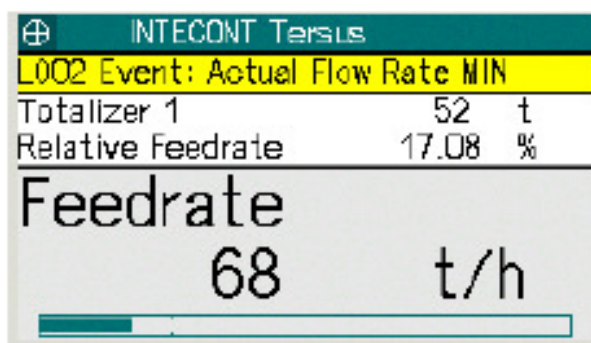 INTECONT Tersus
L002 Event: Actual Flow Rate MIN
Totalizer 1 52 t
Relative Feedrate 17.08 %
Feedrate
68 t/h